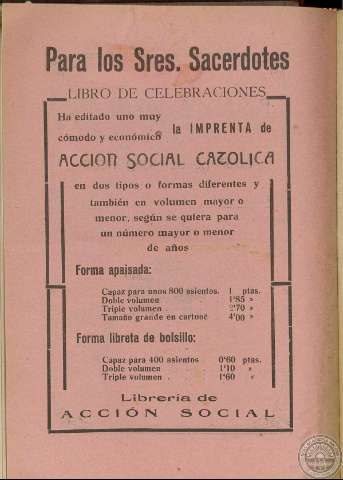 Para los Sres. Sacerdotes
LIBRO DE CELEBRACIONES
Ha editado uno muy
cómodo y económico la IMPRENTA de
ACCION SOCIAL CATOLICA
en dos tipos o formas diferentes y
también en volumen mayor o
menor, según se quiera para
un número mayor o menor
de años
Forma apaisada:
Capaz para unos 800 asientos. 1 ptas.
Doble volumen 1'85 »
Triple volumen 2'70 »
Tamaño grande en cartoné 4'00 »
Forma libreta de bolsillo:
Capaz para 400 asientos 0'60 ptas.
Doble volumen 1'10 »
Triple volumen . 1'60 »
Librería de
ACCIÓN SOCIAL